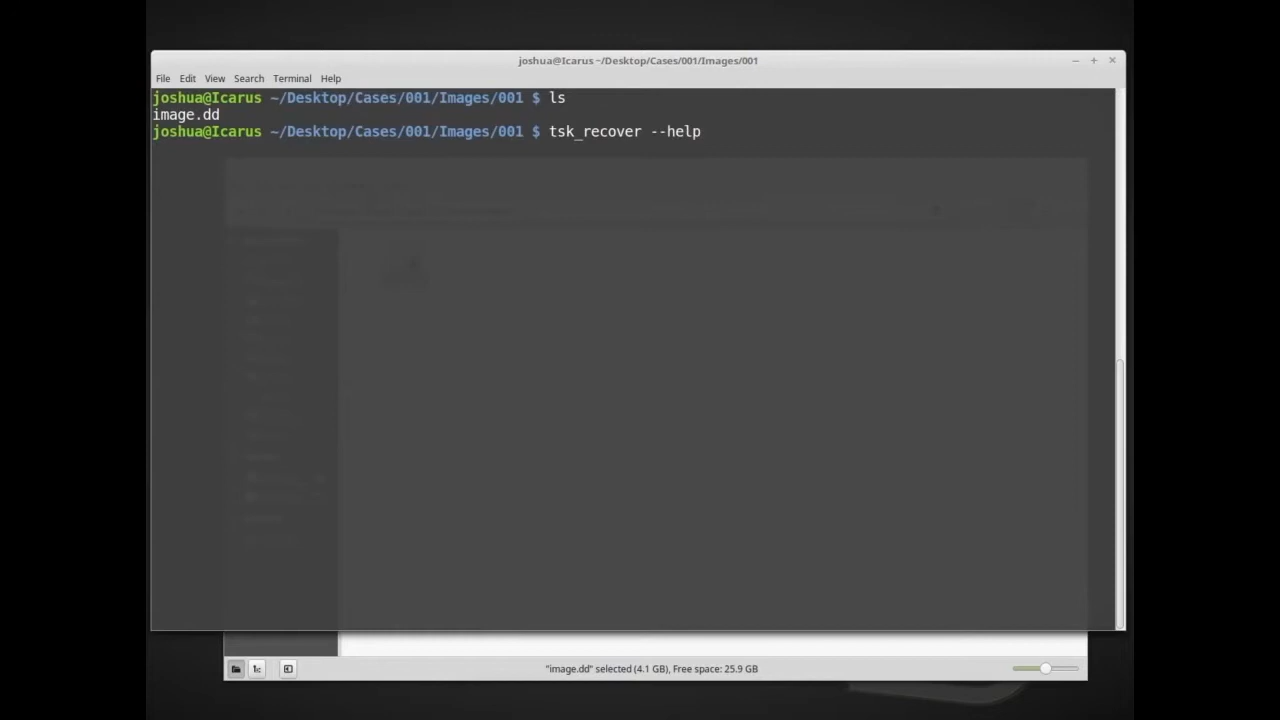 joshua@Icarus ~/Desktop/Cases/001/Images/001
File Edit View Search Terminal Help
joshua@Icarus ~/Desktop/Cases/001/Images/001 $ ls
image.dd
joshua@Icarus ~/Desktop/Cases/001/Images/001 $ tsk_recover --help
"image.dd" selected (4.1 GB), Free space: 25.9 GB